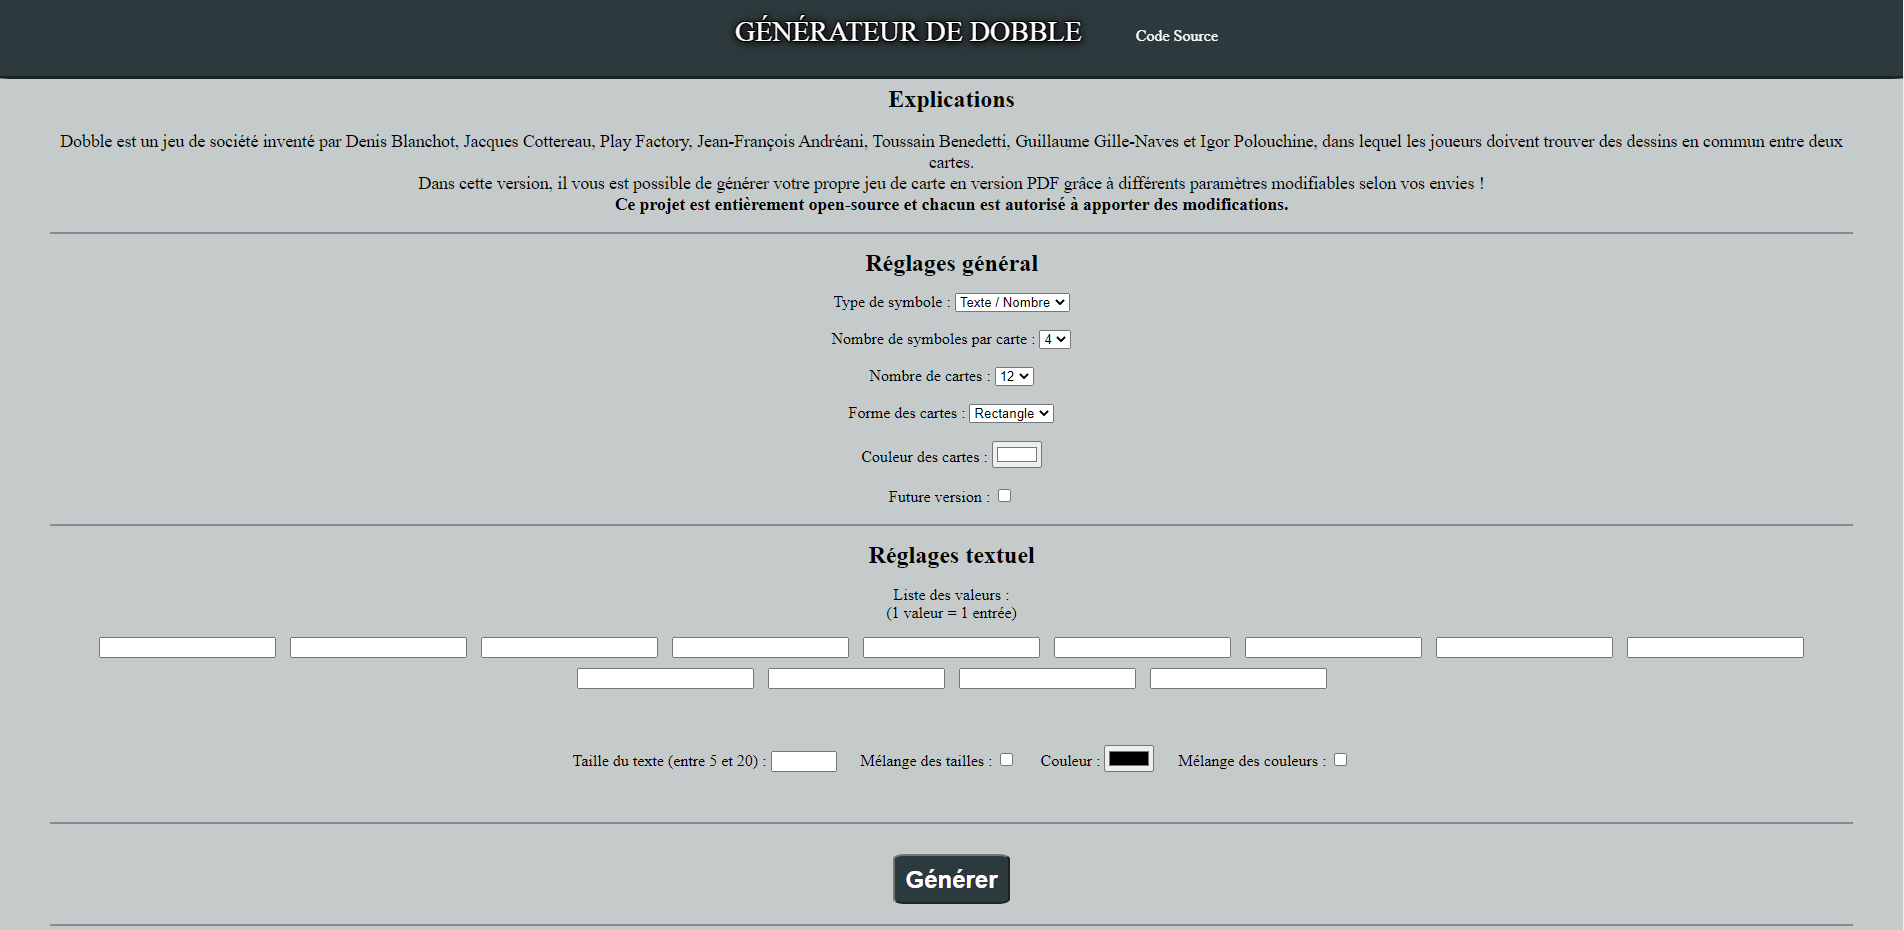 GÉNÉRATEUR DE DOBBLE
Code Source
Explications
Dobble est un jeu de société inventé par Denis Blanchot, Jacques Cottereau, Play Factory, Jean-François Andréani, Toussain Benedetti, Guillaume Gille-Naves et Igor Polouchine, dans lequel les joueurs doivent trouver des dessins en commun entre deux
cartes.
Dans cette version, il vous est possible de générer votre propre jeu de carte en version PDF grâce à différents paramètres modifiables selon vos envies !
Ce projet est entièrement open-source et chacun est autorisé à apporter des modifications.
Réglages général
Type de symbole : Texte / Nombre
Nombre de symboles par carte : 4
Nombre de cartes : 12
Forme des cartes : Rectangle
Couleur des cartes :
Future version :
Réglages textuel
Liste des valeurs :
(1 valeur = 1 entrée)
Taille du texte (entre 5 et 20) : Mélange des tailles : Couleur : Mélange des couleurs :
Générer